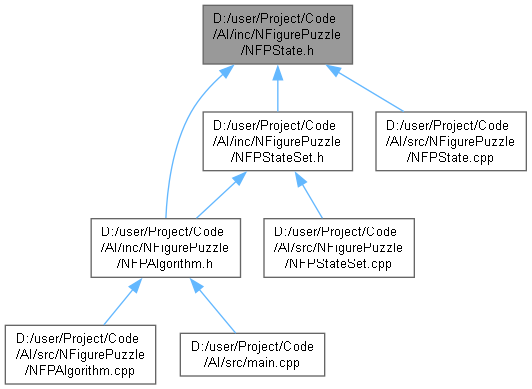 D:/user/Project/Code
/AI/inc/NFigurePuzzle
/NFPState.h
D:/user/Project/Code
/AI/inc/NFigurePuzzle
/NFPStateSet.h
D:/user/Project/Code
/AI/src/NFigurePuzzle
/NFPState.cpp
D:/user/Project/Code
/AI/inc/NFigurePuzzle
/NFPAlgorithm.h
D:/user/Project/Code
/AI/src/NFigurePuzzle
/NFPStateSet.cpp
D:/user/Project/Code
/AI/src/NFigurePuzzle
/NFPAlgorithm.cpp
D:/user/Project/Code
/AI/src/main.cpp